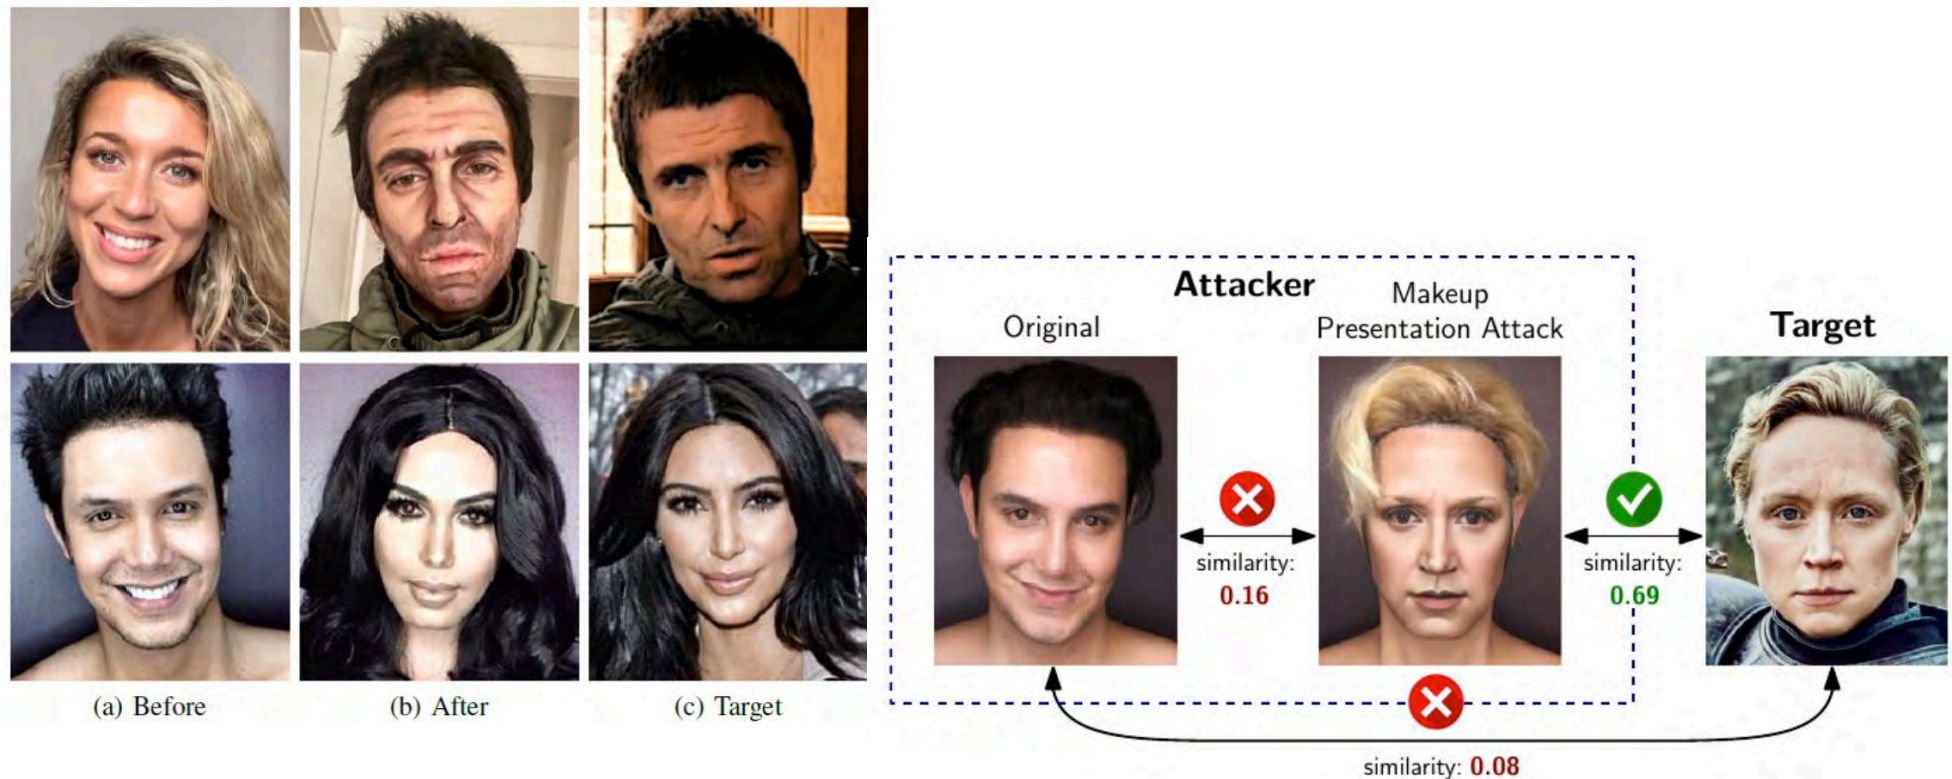 (a) Before
(b) After
(c) Target
Attacker
Original
Makeup
Presentation Attack
Target
similarity:
0.16
similarity:
0.69
similarity: 0.08